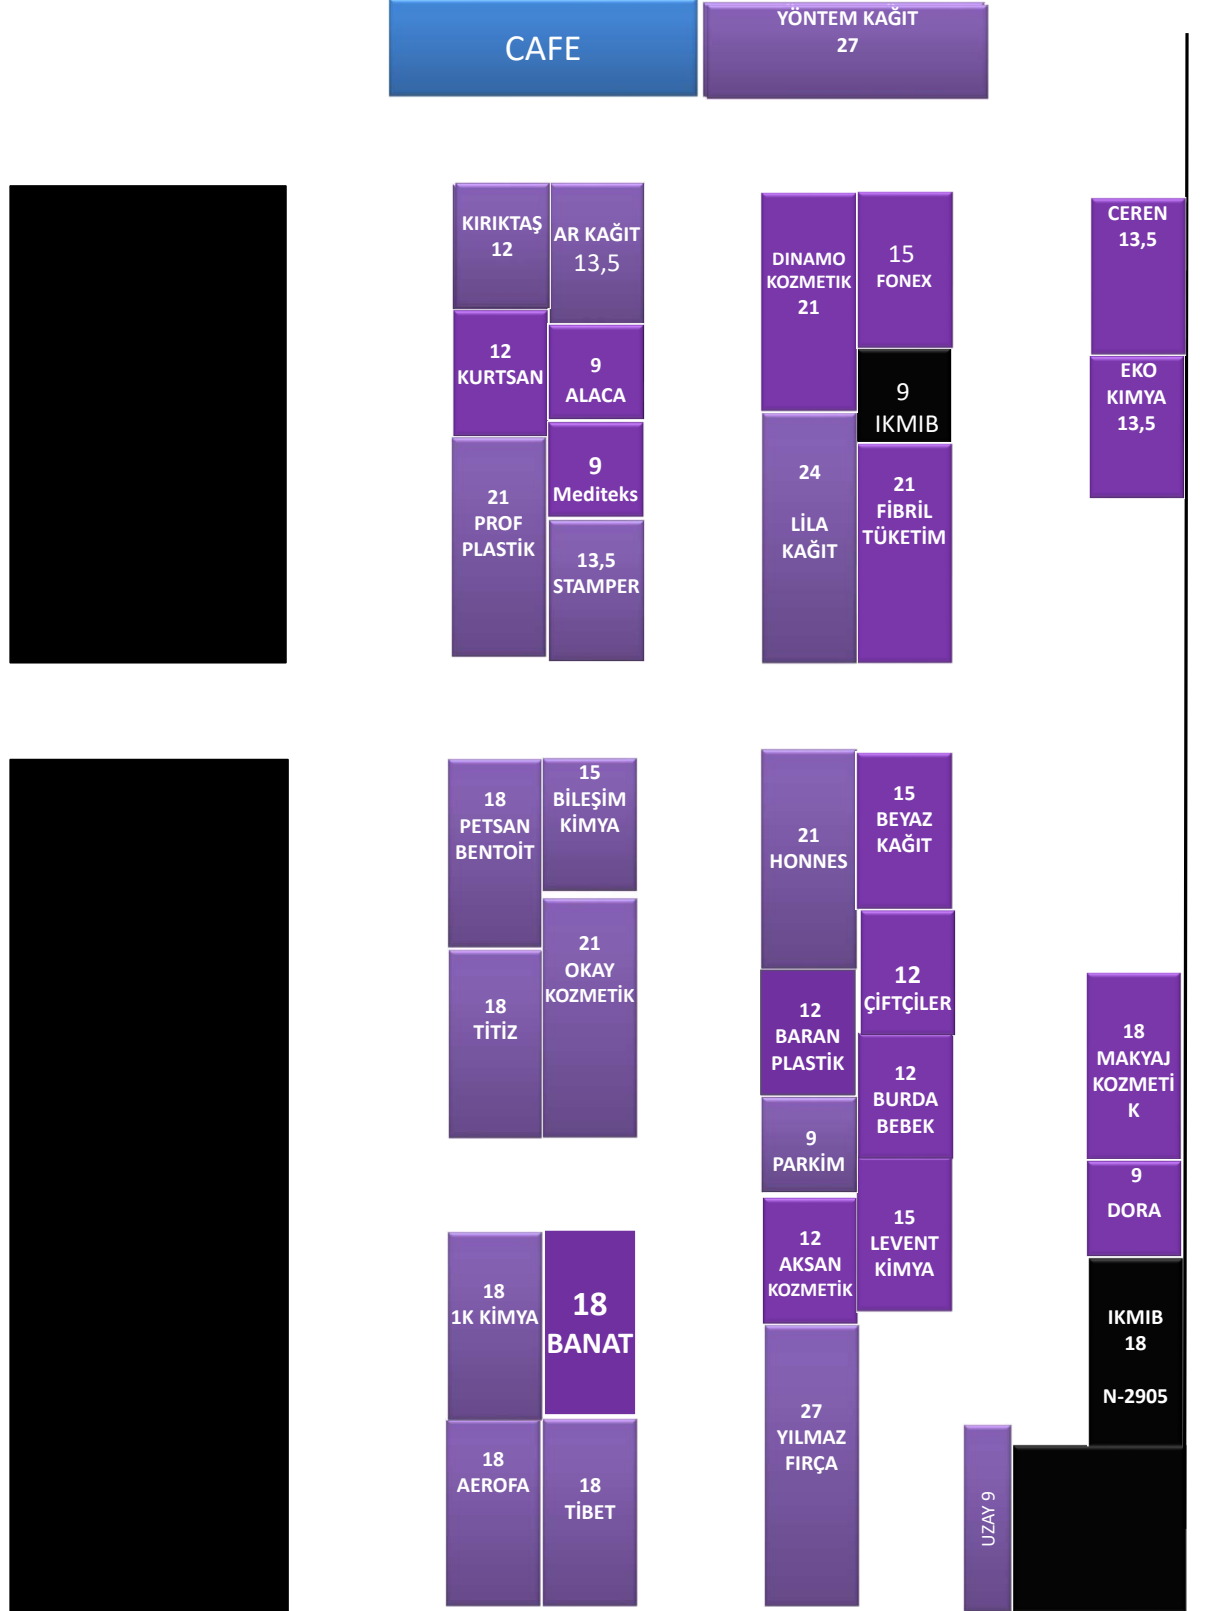 CAFE
YÖNTEM KAĞIT
27
KIRIKTAŞ
12
AR KAĞIT
13,5
12
KURTSAN
9
ALACA
21
PROF
PLASTİK
9
Mediteks
13,5
STAMPER
DINAMO
KOZMETIK
21
15
FONEX
9
IKMIB
24
LİLA
KAĞIT
21
FİBRİL
TÜKETİM
CEREN
13,5
EKO
KIMYA
13,5
18
PETSAN
BENTOİT
15
BİLEŞİM
KİMYA
18
TİTİZ
21
OKAY
KOZMETİK
21
HONNES
15
BEYAZ
KAĞIT
12
ÇİFTÇİLER
12
BARAN
PLASTİK
12
BURDA
BEBEK
9
PARKİM
15
LEVENT
KİMYA
12
AKSAN
KOZMETİK
18
MAKYAJ
KOZMETİ
K
9
DORA
IKMIB
18
N-2905
18
1K KİMYA
18
BANAT
18
AEROFA
18
TİBET
27
YILMAZ
FIRÇA
UZAY 9